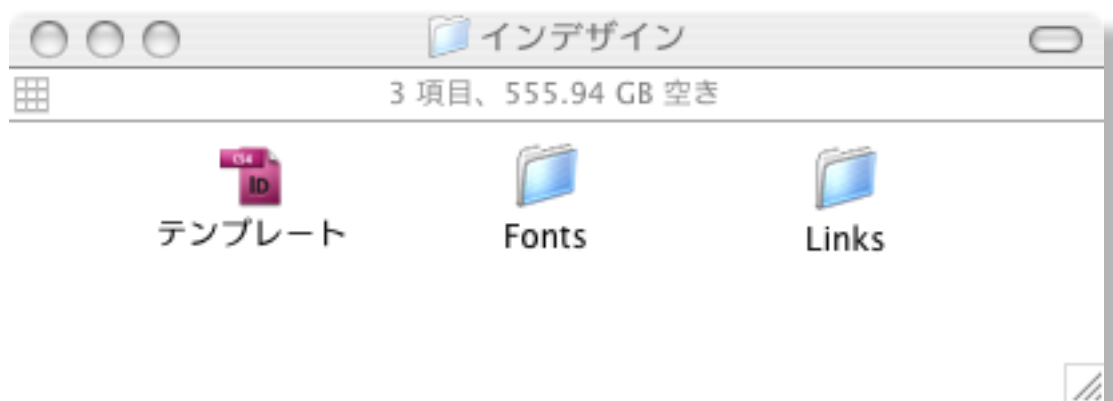 インデザイン
3 項目、555.94 GB 空き
CS4
ID
テンプレート
Fonts
Links